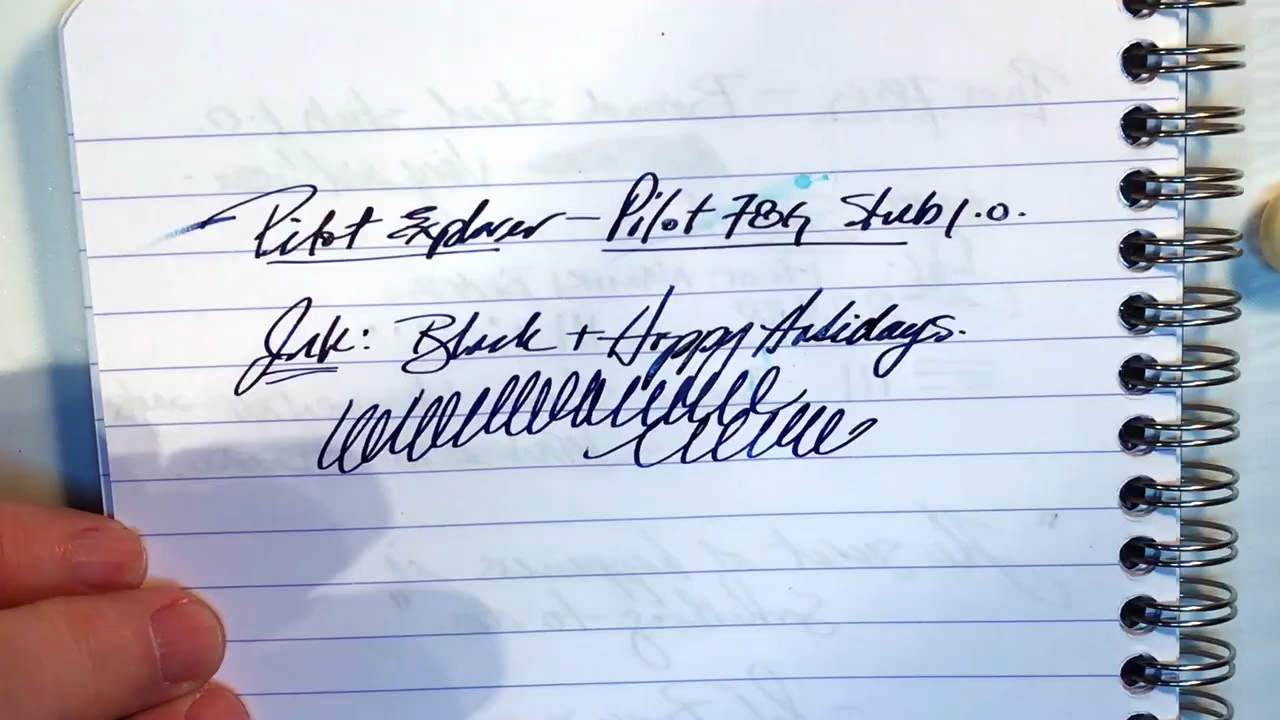 Pilot Explorer – Pilot 78G Stub 1.0.
Ink: Black + Happy Holidays.